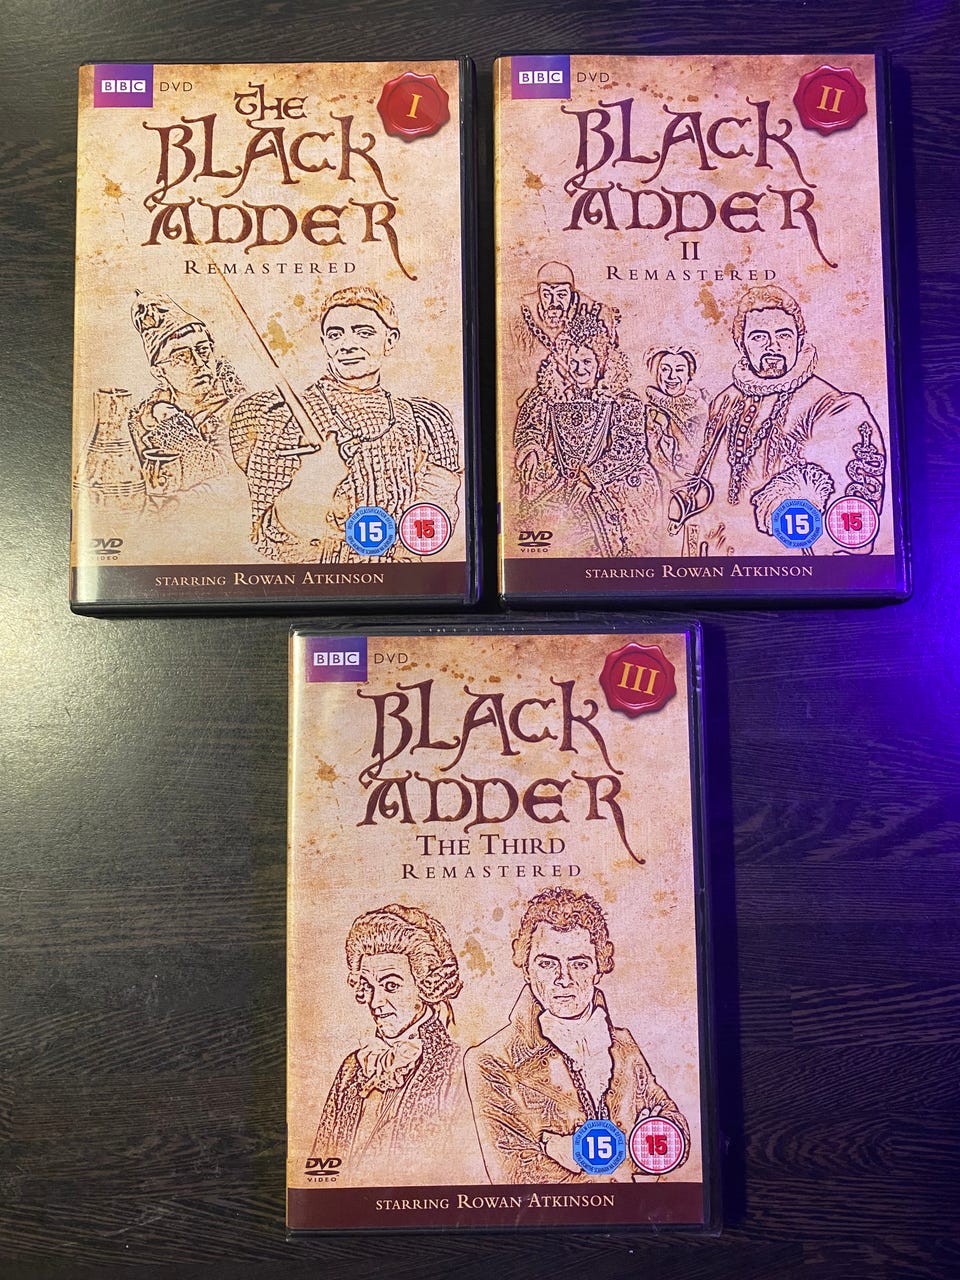 BBC DVD
I
THE
BLACK
ADDER
REMASTERED
15
15
DVD
VIDEO
STARRING ROWAN ATKINSON
BBC DVD
II
BLACK
ADDER
II
REMASTERED
15
15
DVD
VIDEO
STARRING ROWAN ATKINSON
BBC DVD
III
BLACK
ADDER
THE THIRD
REMASTERED
15
15
DVD
VIDEO
STARRING ROWAN ATKINSON